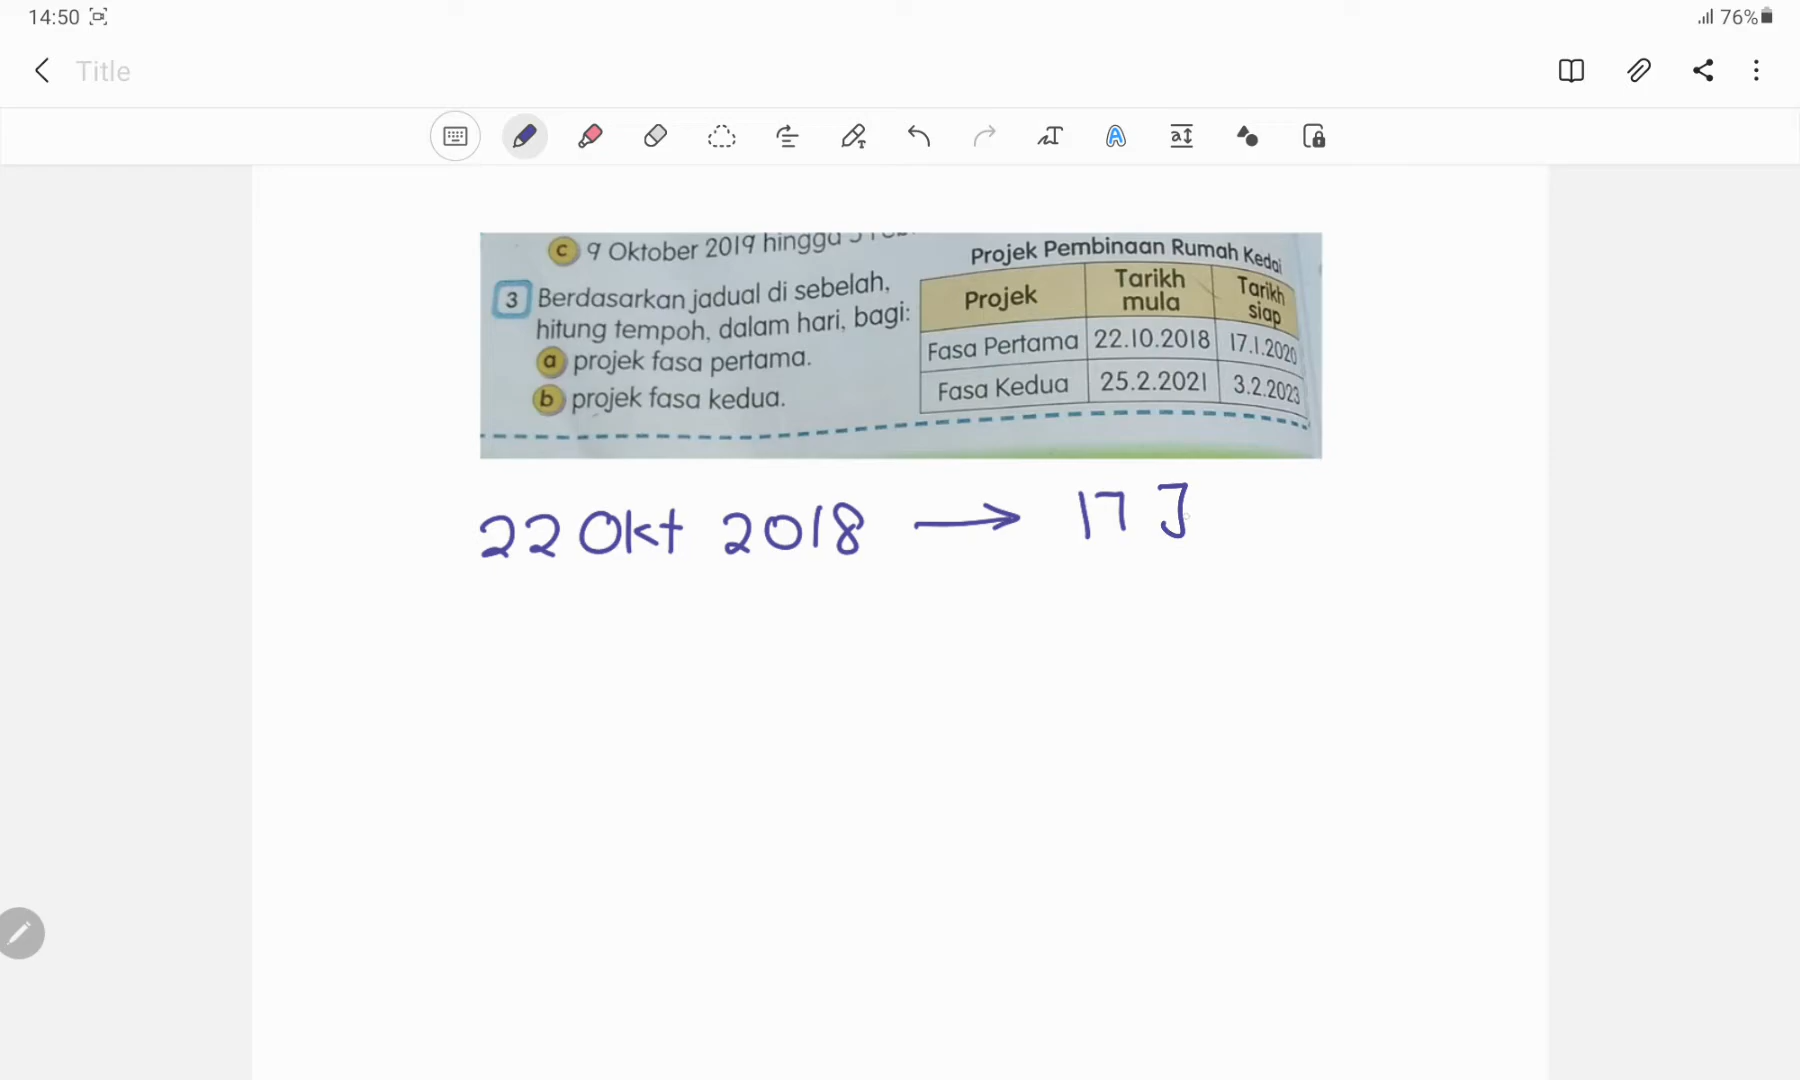 14:50
76%
Title
c 9 Oktober 2019 hingga
3 Berdasarkan jadual di sebelah,
hitung tempoh, dalam hari, bagi:
a projek fasa pertama.
b projek fasa kedua.
Projek Pembinaan Rumah Kedai
Projek Tarikh mula Tarikh siap
Fasa Pertama 22.10.2018 17.1.2020
Fasa Kedua 25.2.2021 3.2.2023
22 Okt 2018 → 17 J